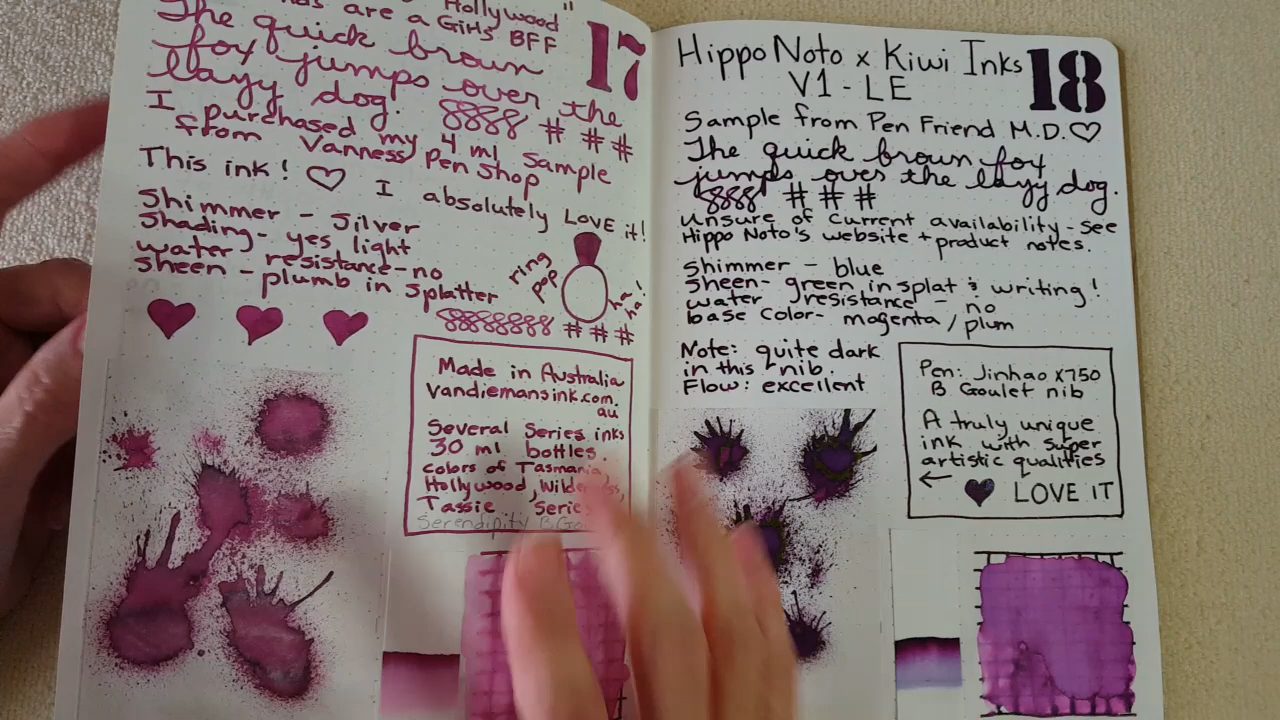 Hollywood"
are a Girls BFF
17
The quick brown
fox jumps over the
layy dog.
I purchased my 4 ml sample
from Vanness Pen Shop
This ink! ♡ I absolutely LOVE it!
Shimmer - Silver
Shading - yes, light
water resistance - no
sheen - plumb in splatter
ring
pop
ha
ha!
# # #
Made in Australia
vandiemansink.com.
au
Several Series inks
30 ml bottles.
Colors of Tasmania,
Hollywood, Wilderness,
Tassie Series
Serendipity B
Hippo Noto x Kiwi Inks
V1 - LE
18
Sample from Pen Friend M.D. ♡
The quick brown fox
jumps over the layy dog.
# # #
unsure of current availability - see
Hippo Noto's website + product notes.
shimmer - blue
sheen - green in splat & writing!
water resistance - no
base color - magenta / plum
Note: quite dark
in this nib.
Flow: excellent
Pen: Jinhao x750
B Goulet nib
A truly unique
ink with super
artistic qualities
← ♥ LOVE IT